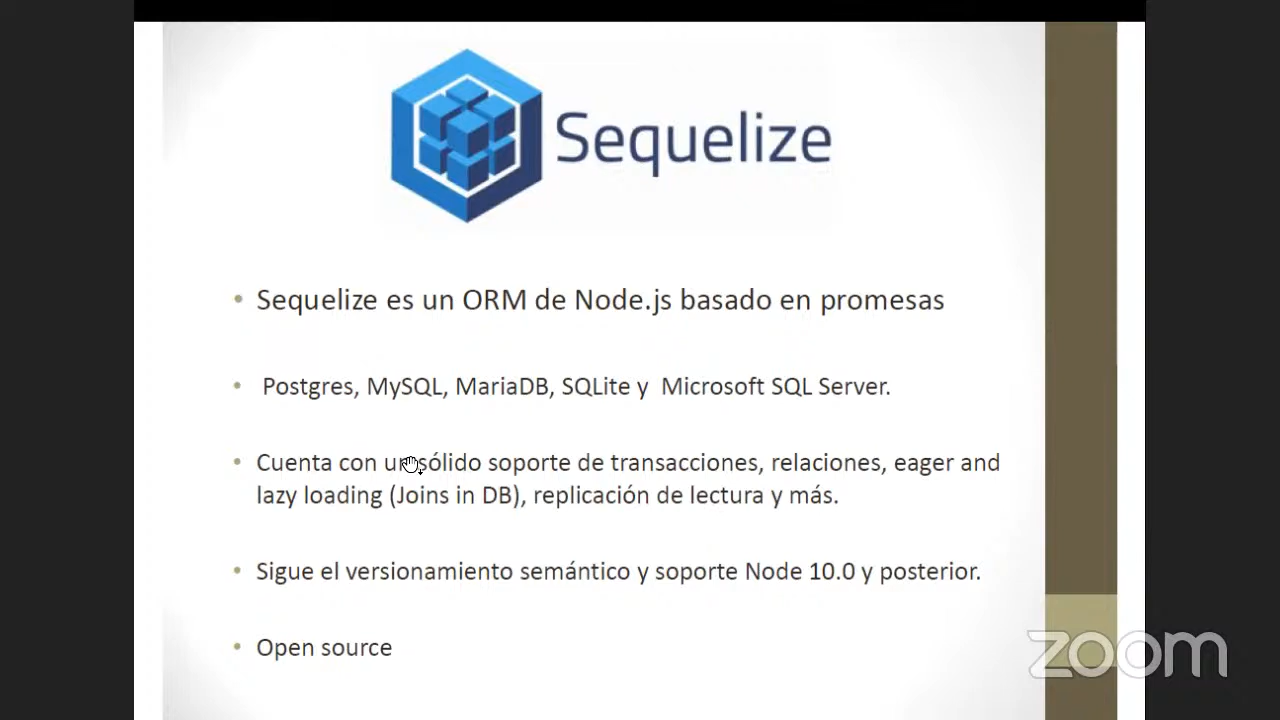 Sequelize
• Sequelize es un ORM de Node.js basado en promesas
• Postgres, MySQL, MariaDB, SQLite y Microsoft SQL Server.
• Cuenta con un sólido soporte de transacciones, relaciones, eager and
lazy loading (Joins in DB), replicación de lectura y más.
• Sigue el versionamiento semántico y soporte Node 10.0 y posterior.
• Open source
zoom